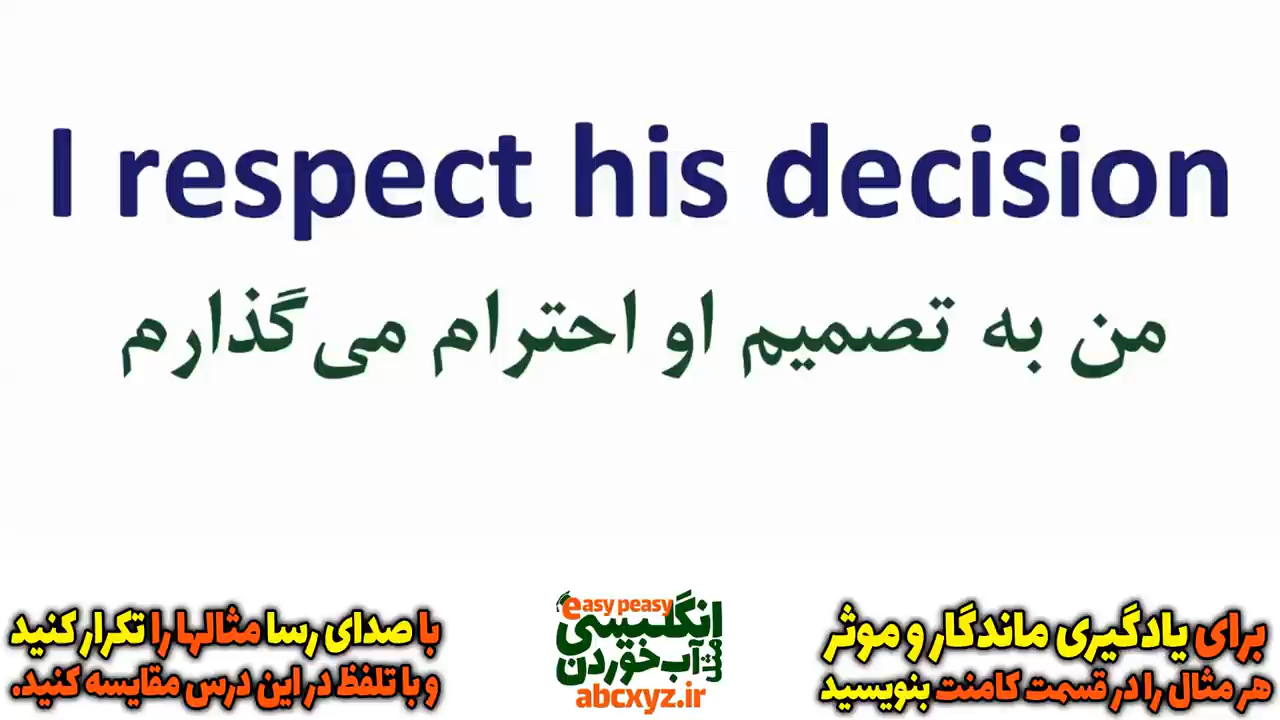 I respect his decision
من به تصمیم او احترام می‌گذارم
برای یادگیری ماندگار و موثر
هر مثال را در قسمت کامنت بنویسید
easy peasy
انگلیسی
مثل آب خوردن
abcxyz.ir
با صدای رسا مثالها را تکرار کنید
و با تلفظ در این درس مقایسه کنید.